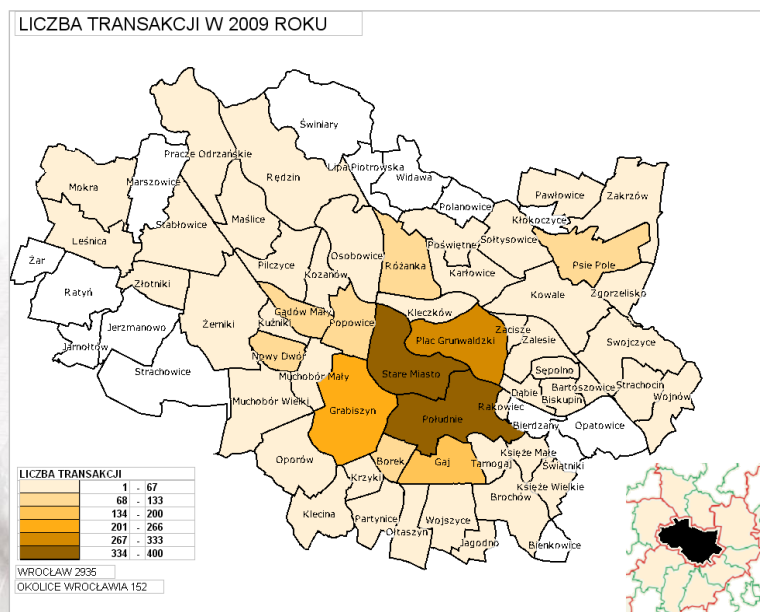 LICZBA TRANSAKCJI W 2009 ROKU
Świniary
Pracze Odrzańskie
Lipa Piotrowska
Widawa
Rędzin
Marszowice
Mokra
Polanowice
Pawłowice
Zakrzów
Kłokoczyce
Maślice
Stabłowice
Leśnica
Sołtysowice
Poświętne
Osobowice
Żar
Pilczyce
Kozanów
Różanka
Karłowice
Psie Pole
Złotniki
Ratyń
Zgorzelisko
Kowale
Gądów Mały
Kleczków
Kuźniki
Popowice
Żerniki
Jerzmanowo
Zacisze
Zalesie
Plac Grunwaldzki
Swojczyce
Jarnołtów
Nowy Dwór
Strachowice
Stare Miasto
Sępolno
Muchobór Mały
Bartoszowice
Strachocin
Wojnów
Dąbie
Rakowiec
Biskupin
Muchobór Wielki
Grabiszyn
Południe
Bierdzany
Opatowice
Księże Małe
Borek
Gaj
Tarnogaj
Świątniki
Oporów
Krzyki
Księże Wielkie
Brochów
Klecina
Partynice
Wojszyce
Ołtaszyn
Jagodno
Bieńkowice
LICZBA TRANSAKCJI
1 - 67
68 - 133
134 - 200
201 - 266
267 - 333
334 - 400
WROCŁAW 2935
OKOLICE WROCŁAWIA 152